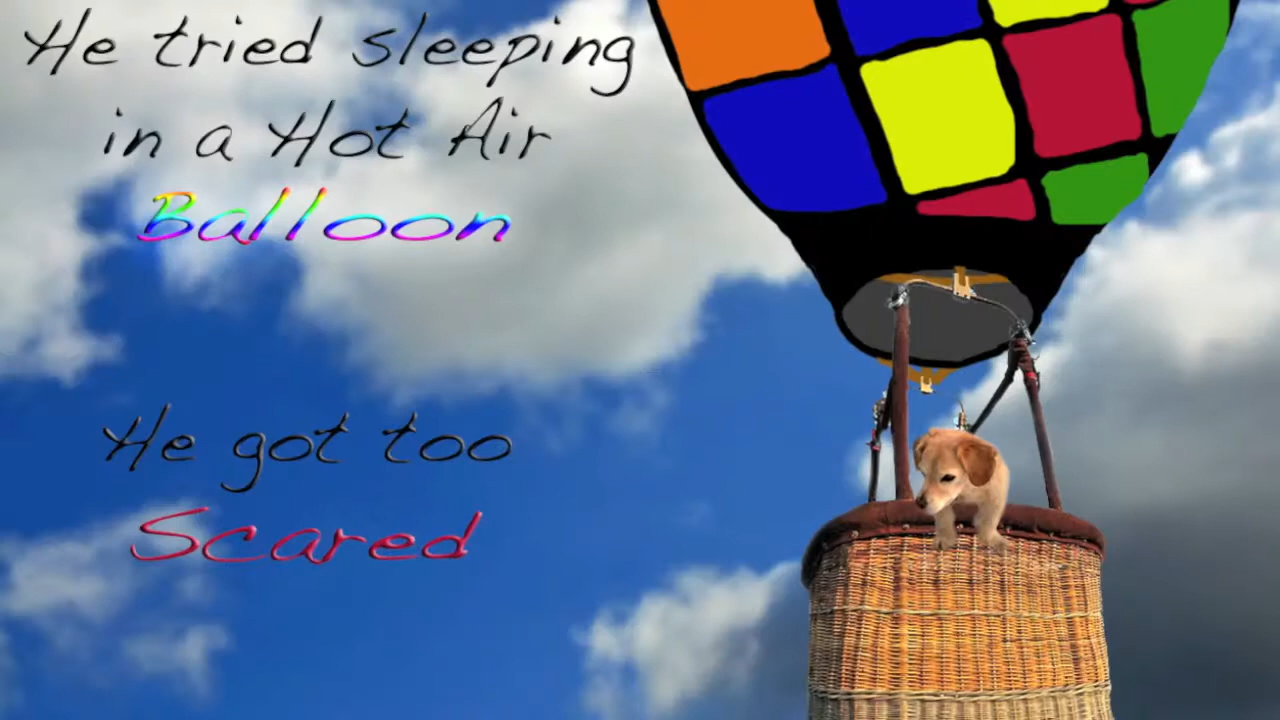 He tried sleeping
in a Hot Air
Balloon
He got too
Scared